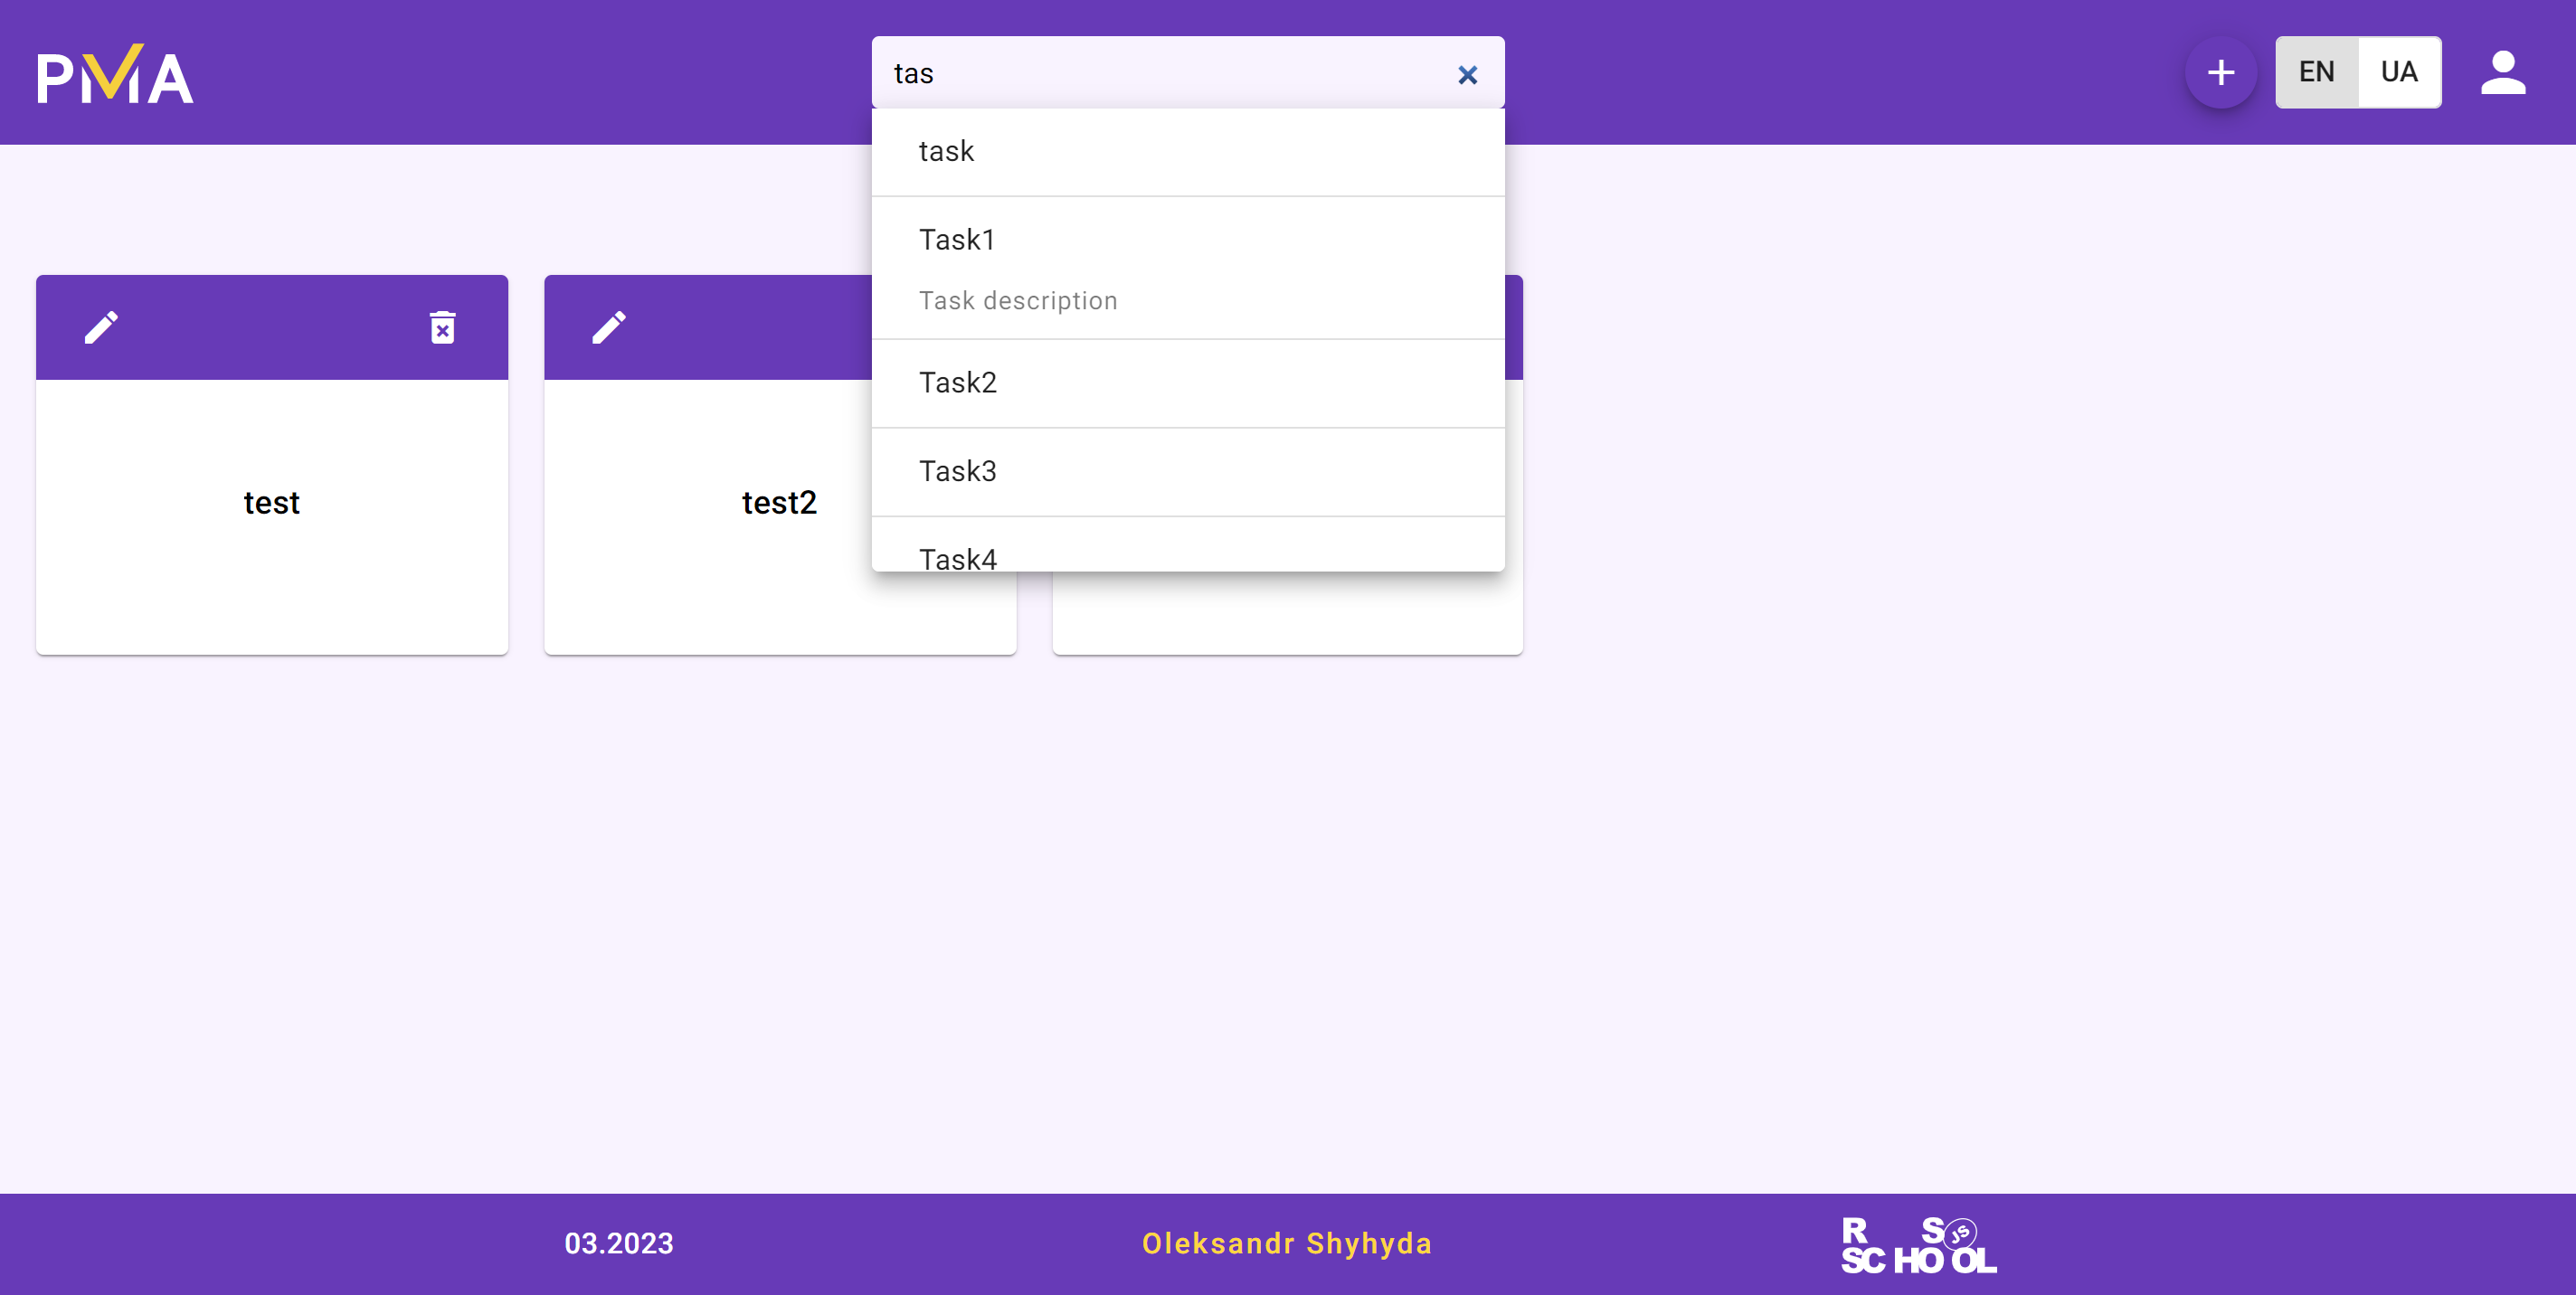 PMA
tas
EN UA
task
Task1
Task description
Task2
Task3
Task4
test
test2
03.2023
Oleksandr Shyhyda
RS JS
SCHOOL